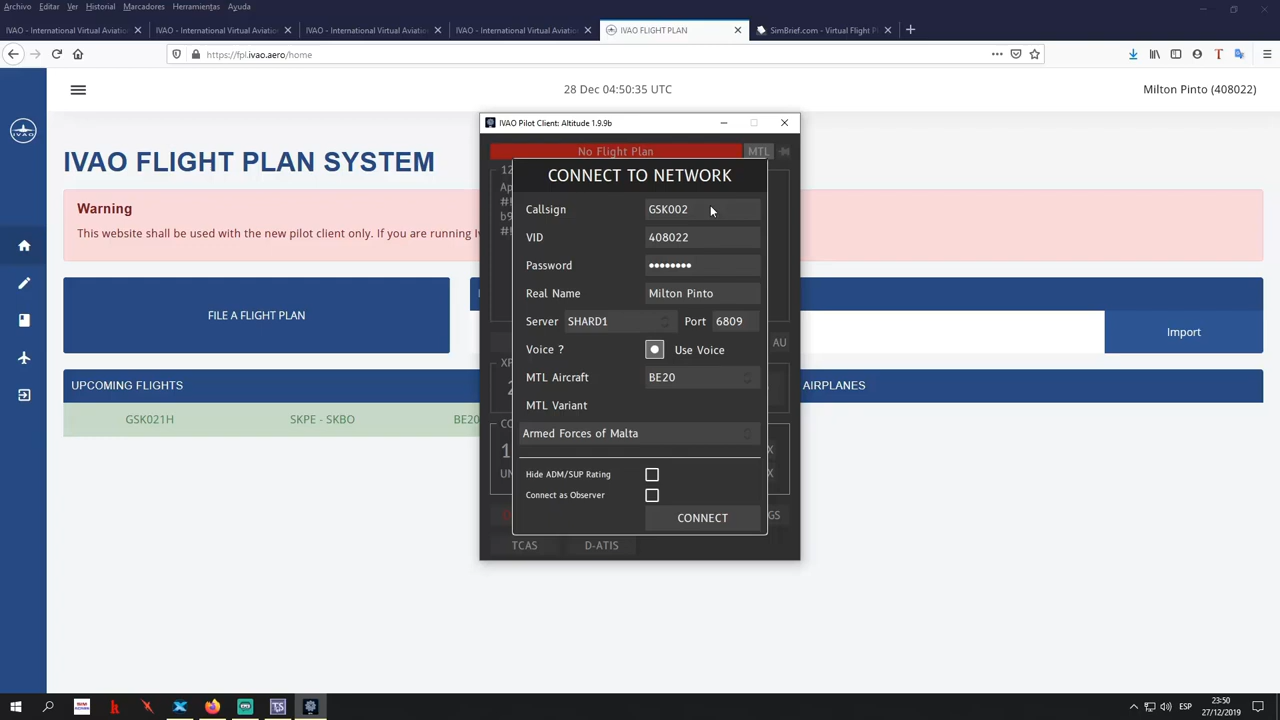 Archivo Editar Ver Historial Marcadores Herramientas Ayuda
IVAO - International Virtual Aviatio
IVAO - International Virtual Aviatio
IVAO - International Virtual Aviatio
IVAO - International Virtual Aviatio
IVAO FLIGHT PLAN
SimBrief.com - Virtual Flight Pl
https://fpl.ivao.aero/home
28 Dec 04:50:35 UTC
Milton Pinto (408022)
IVAO
IVAO FLIGHT PLAN SYSTEM
Warning
This website shall be used with the new pilot client only. If you are running
FILE A FLIGHT PLAN
Import
UPCOMING FLIGHTS
AIRPLANES
GSK021H SKPE - SKBO BE20
IVAO Pilot Client: Altitude 1.9.9b
No Flight Plan MTL
CONNECT TO NETWORK
Callsign GSK002
VID 408022
Password ••••••••
Real Name Milton Pinto
Server SHARD1 Port 6809
Voice ? Use Voice
MTL Aircraft BE20
MTL Variant
Armed Forces of Malta
Hide ADM/SUP Rating
Connect as Observer
CONNECT
TCAS D-ATIS
AU
ESP
23:50
27/12/2019